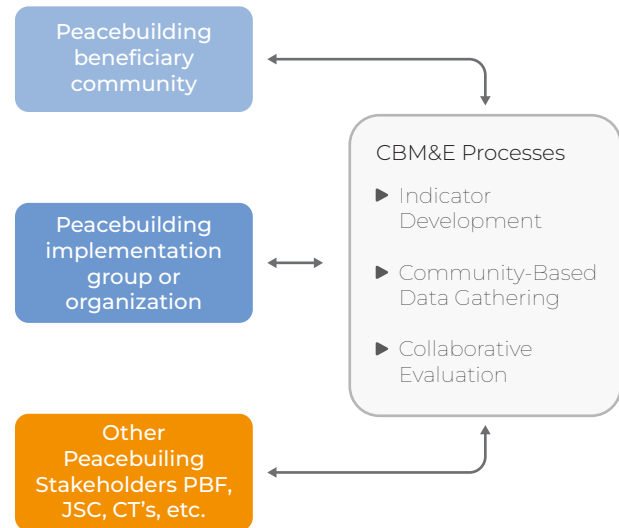 Peacebuilding
beneficiary
community
CBM&E Processes
Indicator
Development
Community-Based
Data Gathering
Collaborative
Evaluation
Peacebuilding
implementation
group or
organization
Other
Peacebuiling
Stakeholders PBF,
JSC, CT's, etc.